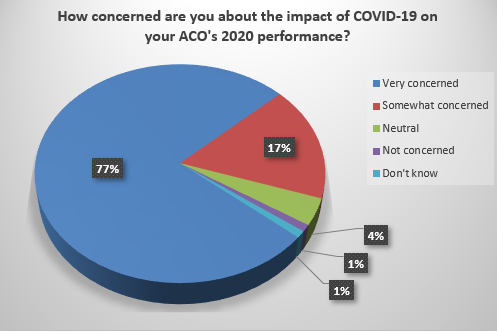 How concerned are you about the impact of COVID-19 on
your ACO's 2020 performance?
Very concerned
Somewhat concerned
Neutral
Not concerned
Don't know
77%
17%
4%
1%
1%